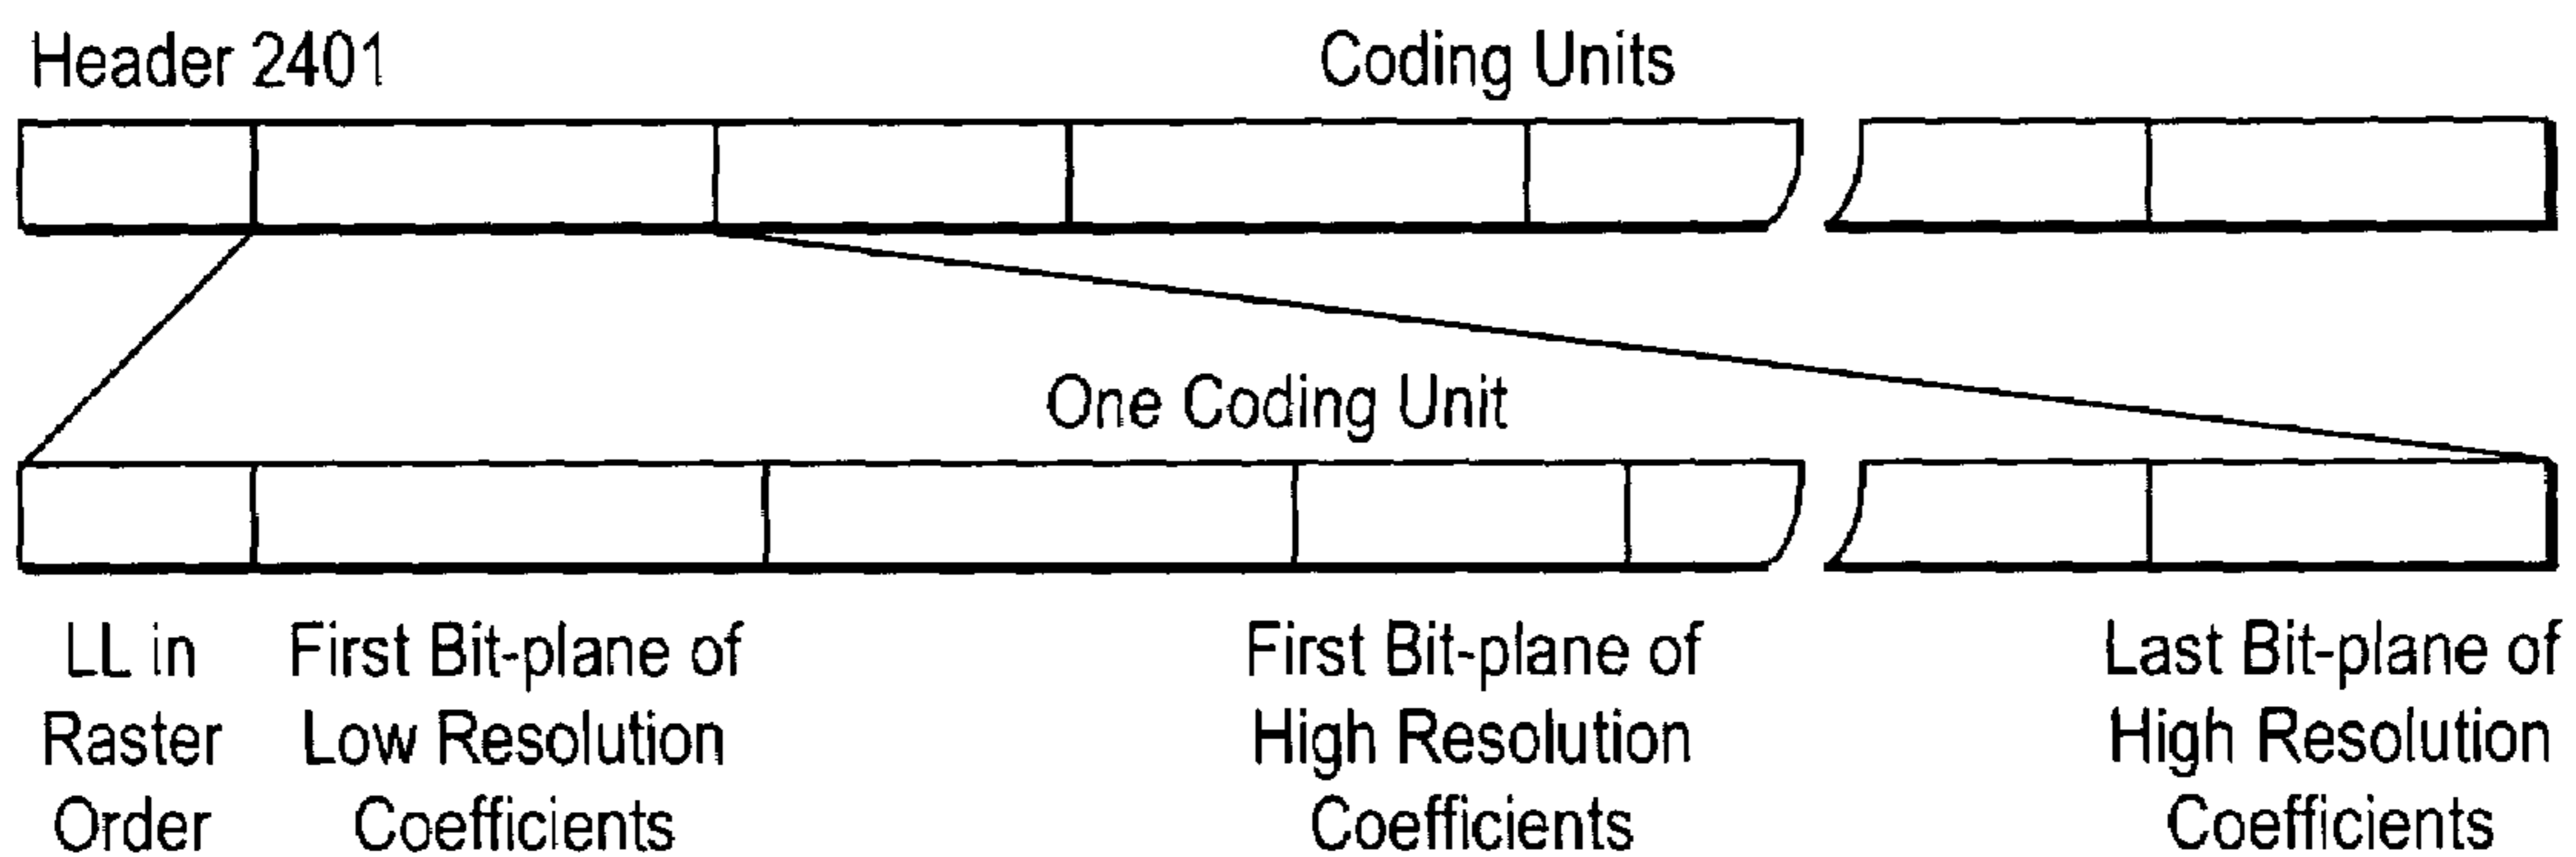 Header 2401
Coding Units
One Coding Unit
LL in
Raster
Order
First Bit-plane of
Low Resolution
Coefficients
First Bit-plane of
High Resolution
Coefficients
Last Bit-plane of
High Resolution
Coefficients